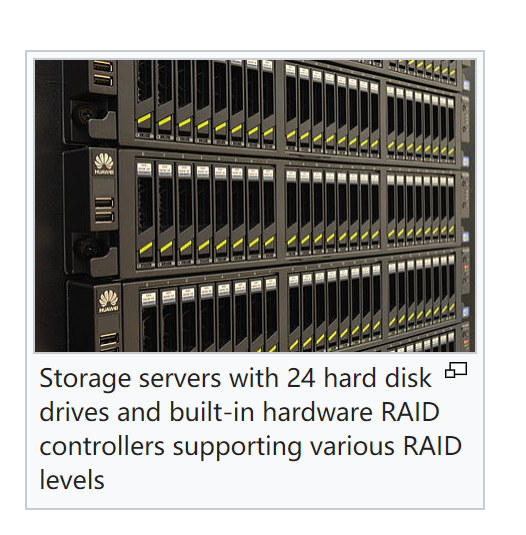 HUAWEI
HUAWEI
Storage servers with 24 hard disk
drives and built-in hardware RAID
controllers supporting various RAID
levels